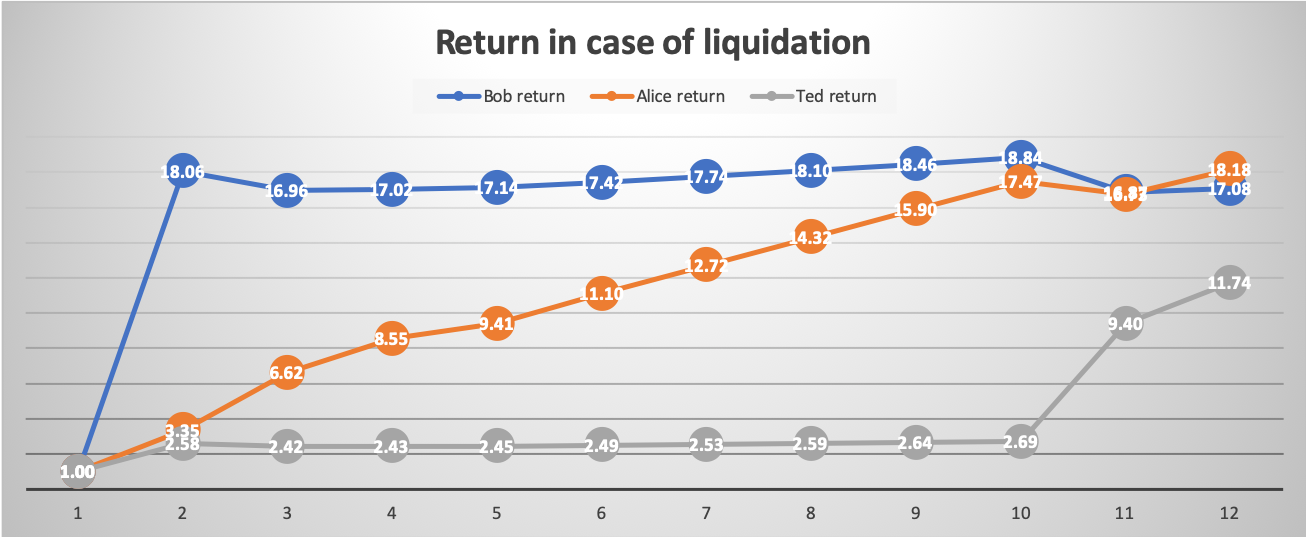 Return in case of liquidation
Bob return Alice return Ted return
18.06 16.96 17.02 17.14 17.42 17.74 18.10 18.46 18.84 17.08
3.35 6.62 8.55 9.41 11.10 12.72 14.32 15.90 17.47 18.18
1.00 2.58 2.42 2.43 2.45 2.49 2.53 2.59 2.64 2.69 9.40 11.74
1 2 3 4 5 6 7 8 9 10 11 12